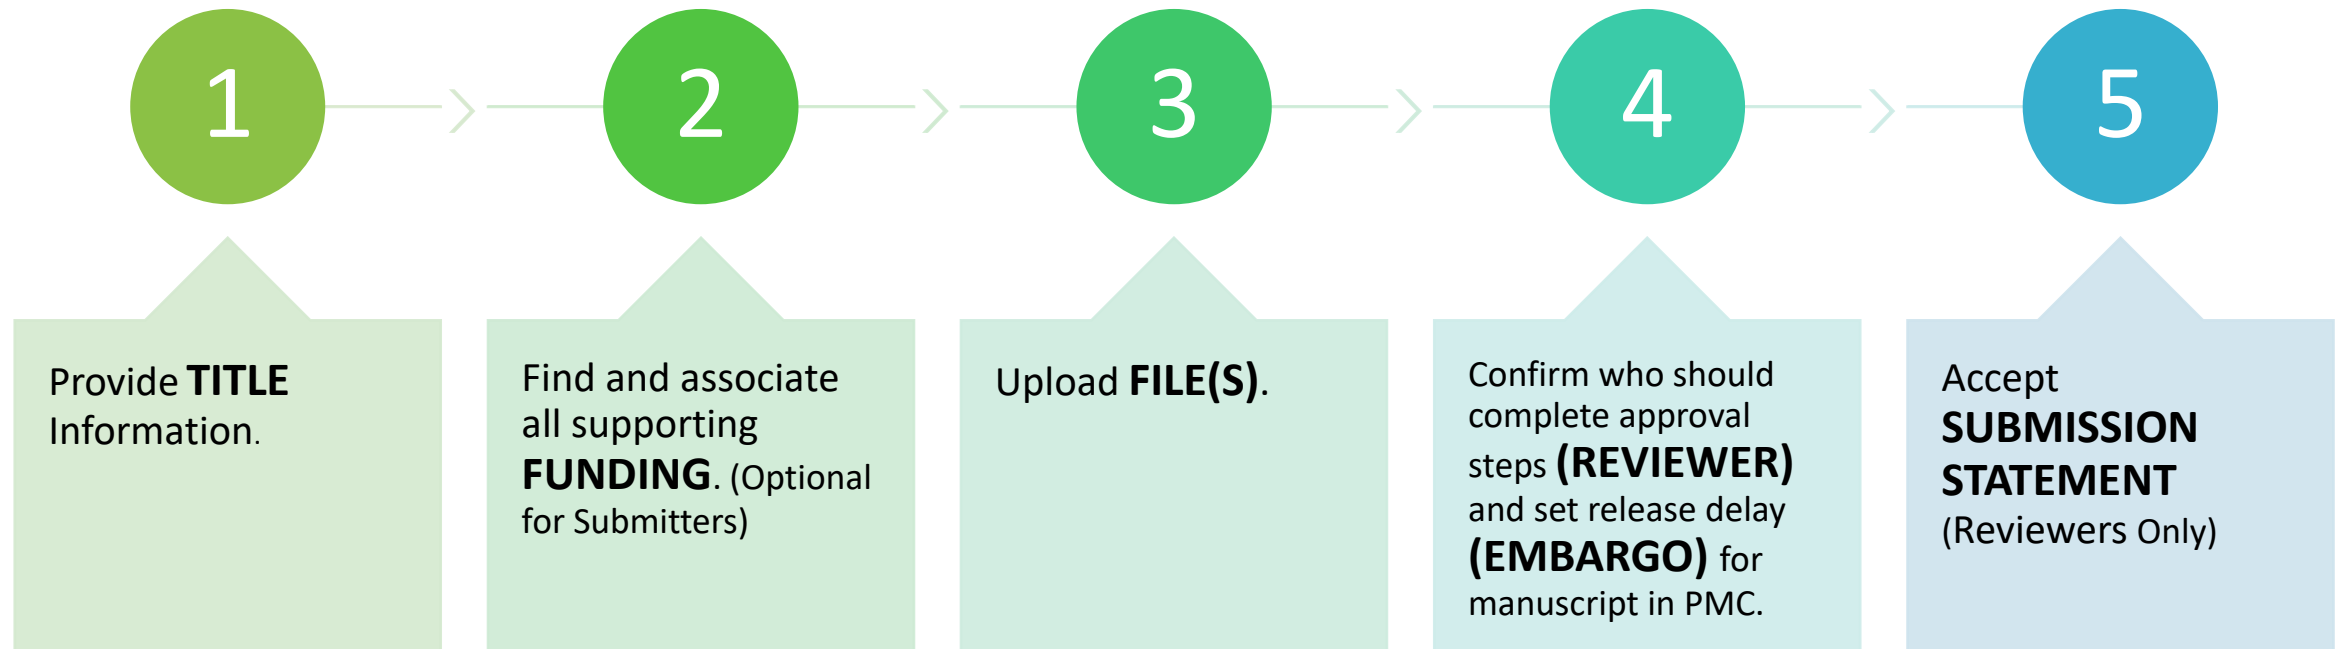 1
2
3
4
5
Provide TITLE
Information.
Find and associate
all supporting
FUNDING. (Optional
for Submitters)
Upload FILE(S).
Confirm who should
complete approval
steps (REVIEWER)
and set release delay
(EMBARGO) for
manuscript in PMC.
Accept
SUBMISSION
STATEMENT
(Reviewers Only)